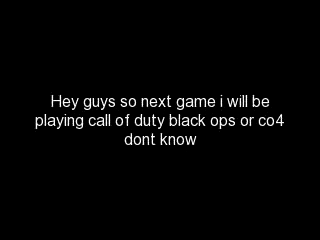 Hey guys so next game i will be
playing call of duty black ops or co4
dont know